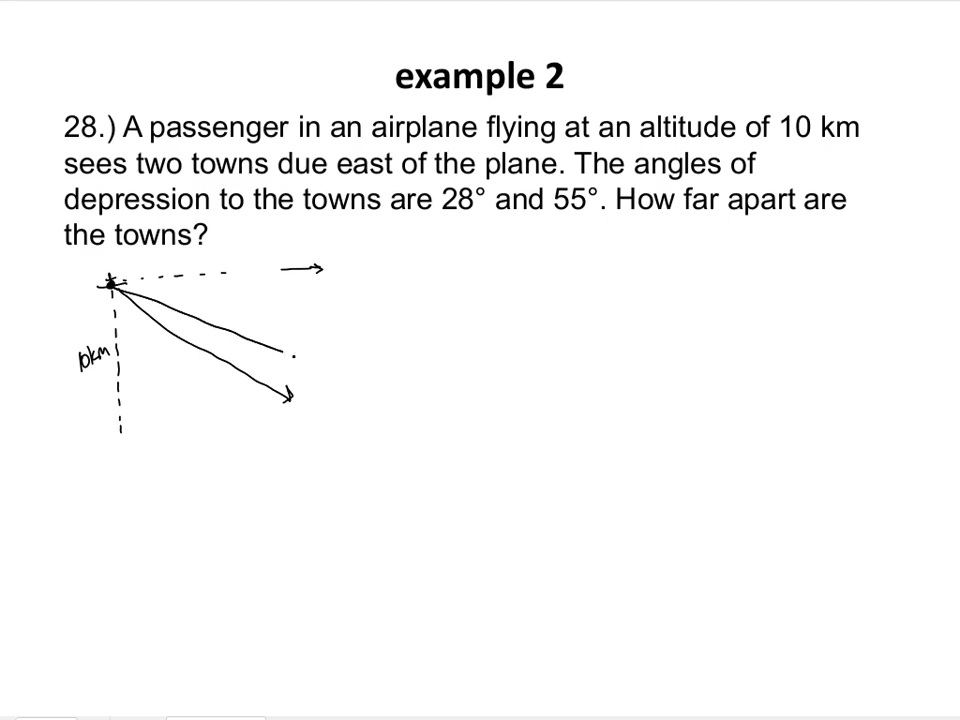 example 2
28.) A passenger in an airplane flying at an altitude of 10 km
sees two towns due east of the plane. The angles of
depression to the towns are 28° and 55°. How far apart are
the towns?
10km